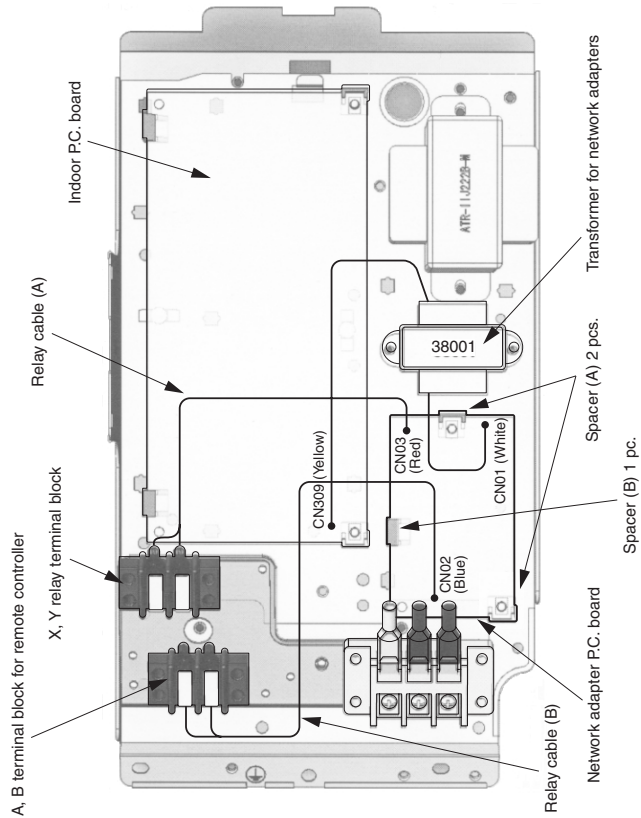 A, B terminal block for remote controller
X, Y relay terminal block
Relay cable (A)
Indoor P.C. board
CN309 (Yellow)
CN03
(Red)
CN01 (White)
CN02
(Blue)
38001
ATR-IIJ222B-W
Transformer for network adapters
Spacer (A) 2 pcs.
Spacer (B) 1 pc.
Network adapter P.C. board
Relay cable (B)